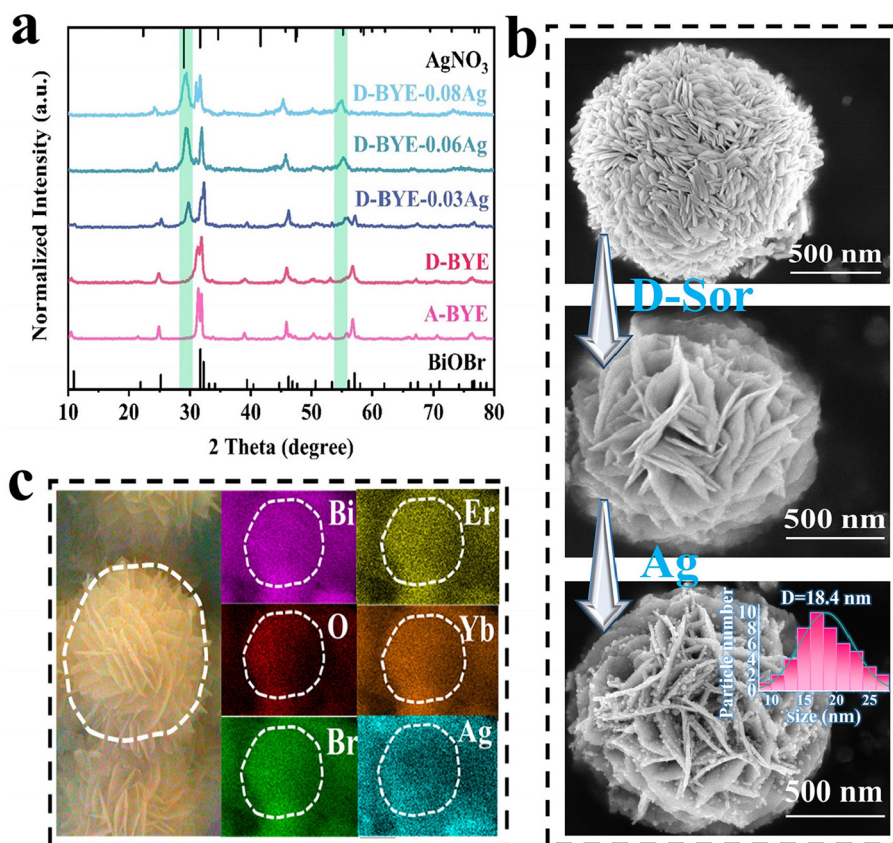 a
Normalized Intensity (a.u.)
AgNO3
D-BYE-0.08Ag
D-BYE-0.06Ag
D-BYE-0.03Ag
D-BYE
A-BYE
BiOBr
10 20 30 40 50 60 70 80
2 Theta (degree)
b
500 nm
D-Sor
500 nm
Ag
D=18.4 nm
Particle number
10
8
6
4
2
0
10 15 20 25
size (nm)
500 nm
c
Bi
Er
O
Yb
Br
Ag